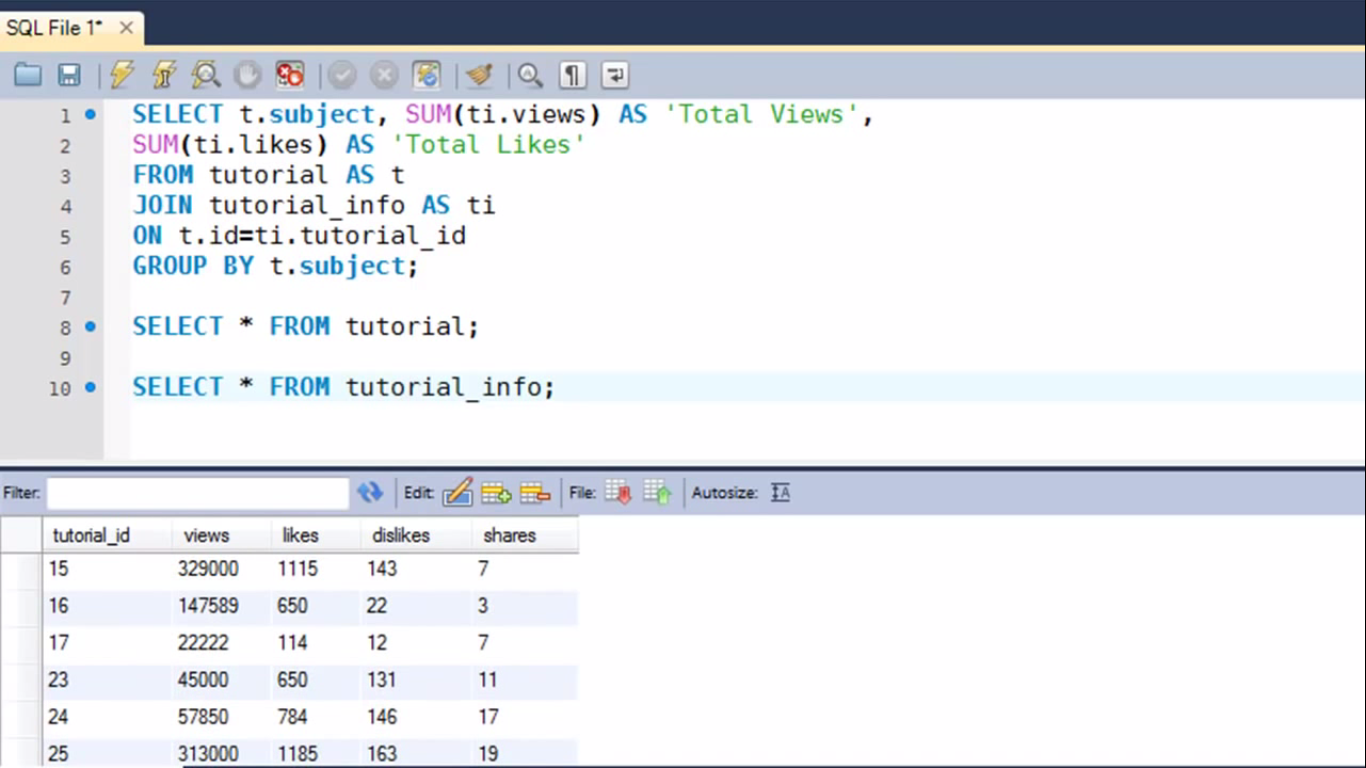 SQL File 1*
1 SELECT t.subject, SUM(ti.views) AS 'Total Views',
2 SUM(ti.likes) AS 'Total Likes'
3 FROM tutorial AS t
4 JOIN tutorial_info AS ti
5 ON t.id=ti.tutorial_id
6 GROUP BY t.subject;
7
8 SELECT * FROM tutorial;
9
10 SELECT * FROM tutorial_info;
Filter: Edit: File: Autosize:
tutorial_id views likes dislikes shares
15 329000 1115 143 7
16 147589 650 22 3
17 22222 114 12 7
23 45000 650 131 11
24 57850 784 146 17
25 313000 1185 163 19